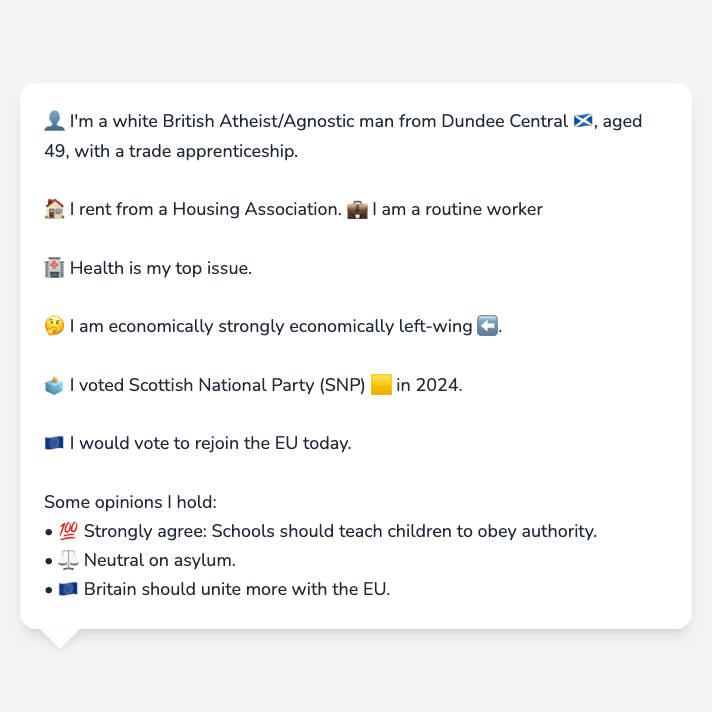 👤 I'm a white British Atheist/Agnostic man from Dundee Central 🏴󠁧󠁢󠁳󠁣󠁴󠁿, aged
49, with a trade apprenticeship.
🏠 I rent from a Housing Association. 💼 I am a routine worker
🏥 Health is my top issue.
🤔 I am economically strongly economically left-wing ⬅️.
🗳️ I voted Scottish National Party (SNP) 🟨 in 2024.
🇪🇺 I would vote to rejoin the EU today.
Some opinions I hold:
• 💯 Strongly agree: Schools should teach children to obey authority.
• ⚖️ Neutral on asylum.
• 🇪🇺 Britain should unite more with the EU.